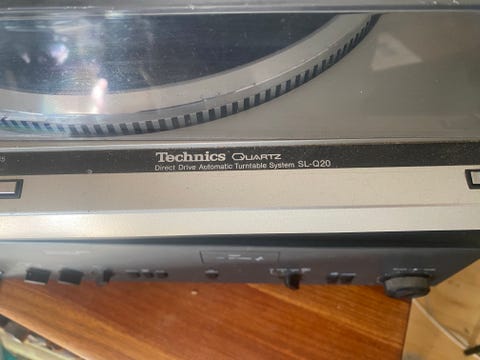 Technics QUARTZ
Direct Drive Automatic Turntable System SL-Q20